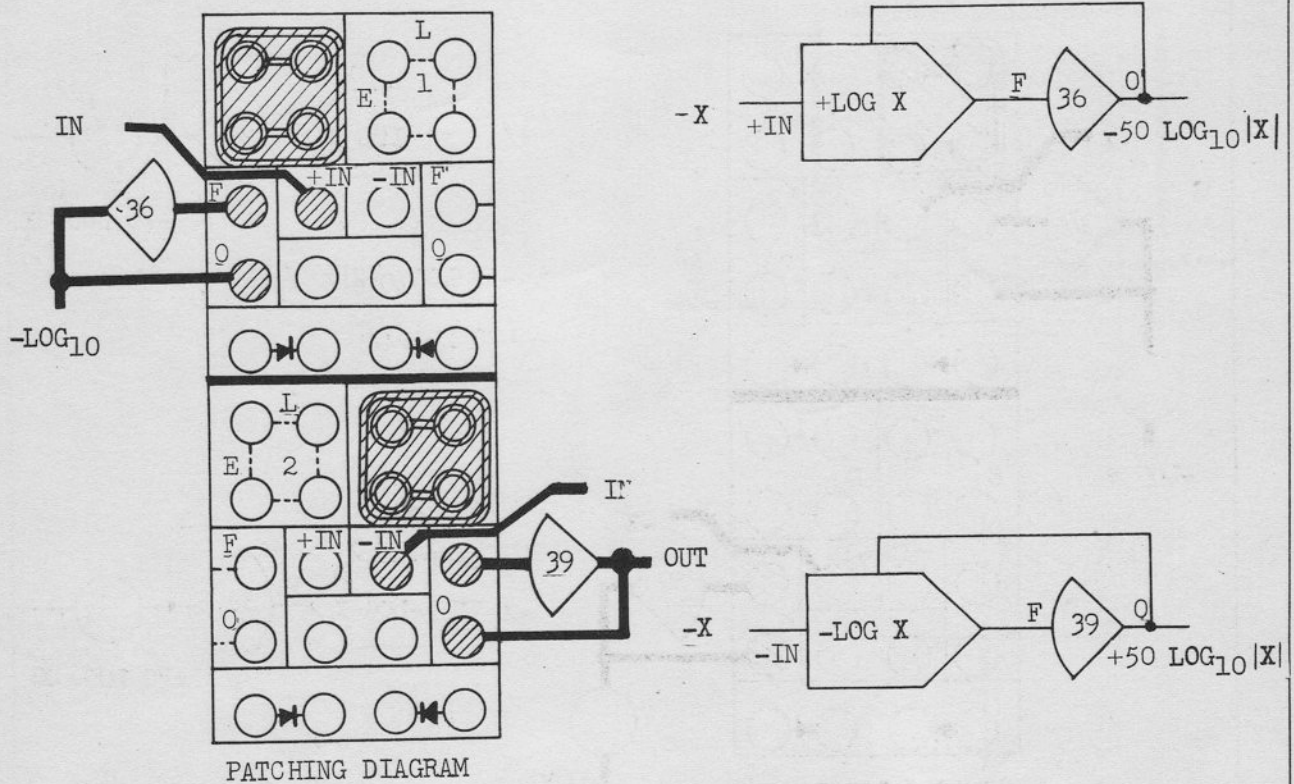 L
E
1
IN
+IN -IN F
F
36
O
O
-LOG10
L
E
2
IN
F
+IN -IN
39
OUT
O
O
PATCHING DIAGRAM
-X
+IN
+LOG X
F
36
O
-50 LOG10|X|
-X
-IN
-LOG X
F
39
O
+50 LOG10|X|